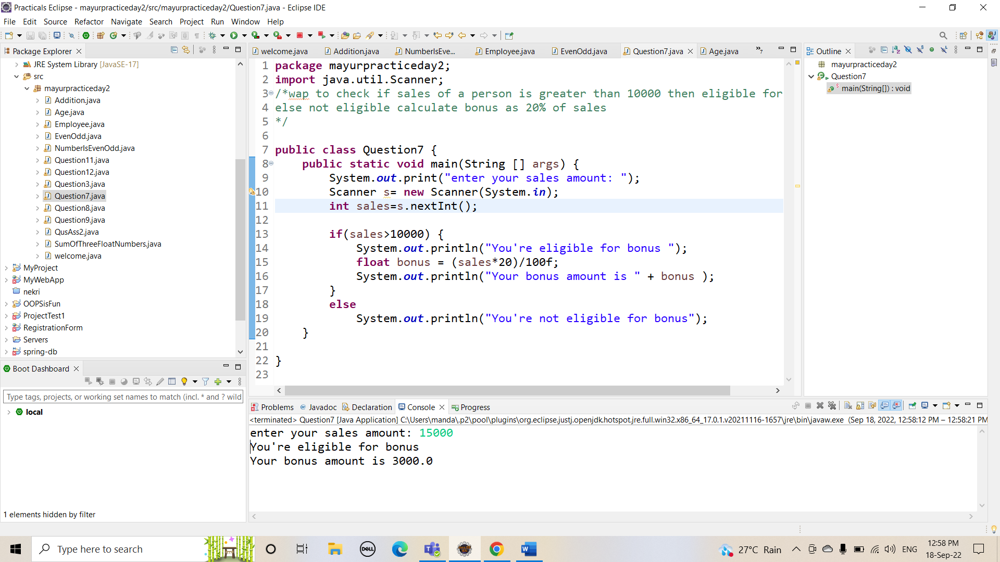 Practicals Eclipse - mayurpracticeday2/src/mayurpracticeday2/Question7.java - Eclipse IDE
File Edit Source Refactor Navigate Search Project Run Window Help
Package Explorer
JRE System Library [JavaSE-17]
src
mayurpracticeday2
Addition.java
Age.java
Employee.java
EvenOdd.java
NumberIsEvenOdd.java
Question11.java
Question12.java
Question3.java
Question7.java
Question8.java
Question9.java
QusAss2.java
SumOfThreeFloatNumbers.java
welcome.java
MyProject
MyWebApp
nekri
OOPSisFun
ProjectTest1
RegistrationForm
Servers
spring-db
Boot Dashboard
Type tags, projects, or working set names to match (incl. * and ? wild
local
1 elements hidden by filter
welcome.java Addition.java NumberIsEve... Employee.java EvenOdd.java Question7.java Age.java »7
1 package mayurpracticeday2;
2 import java.util.Scanner;
3 /*wap to check if sales of a person is greater than 10000 then eligible for
4 else not eligible calculate bonus as 20% of sales
5 */
6
7 public class Question7 {
8 public static void main(String [] args) {
9 System.out.print("enter your sales amount: ");
10 Scanner s= new Scanner(System.in);
11 int sales=s.nextInt();
12
13 if(sales>10000) {
14 System.out.println("You're eligible for bonus ");
15 float bonus = (sales*20)/100f;
16 System.out.println("Your bonus amount is " + bonus );
17 }
18 else
19 System.out.println("You're not eligible for bonus");
20 }
21
22 }
23
Outline
mayurpracticeday2
Question7
main(String[]) : void
Problems @ Javadoc Declaration Console Progress
<terminated> Question7 [Java Application] C:\Users\manda\.p2\pool\plugins\org.eclipse.justj.openjdk.hotspot.jre.full.win32.x86_64_17.0.1.v20211116-1657\jre\bin\javaw.exe (Sep 18, 2022, 12:58:12 PM – 12:58:21 PM
enter your sales amount: 15000
You're eligible for bonus
Your bonus amount is 3000.0
Type here to search
DELL
27°C Rain
ENG
12:58 PM
18-Sep-22